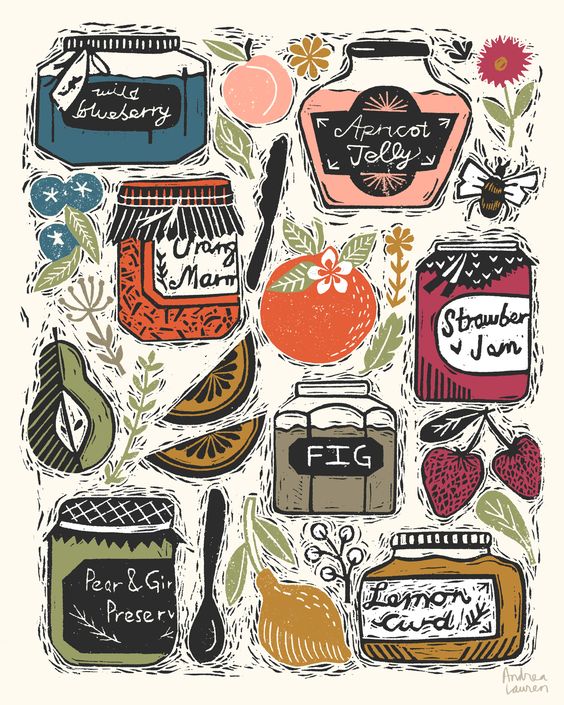 wild
blueberry
Apricot
Jelly
Orang
Marm
Strawber
Jam
FIG
Pear & Gin
Preserv
Lemon
Curd
Andrea
Lauren